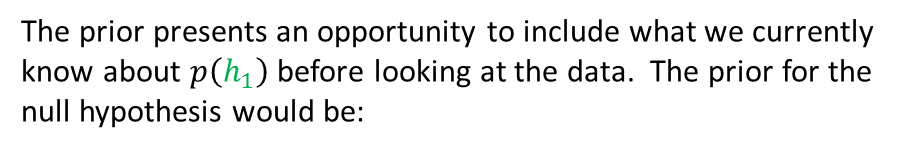 The prior presents an opportunity to include what we currently
know about p(h₁) before looking at the data. The prior for the
null hypothesis would be: